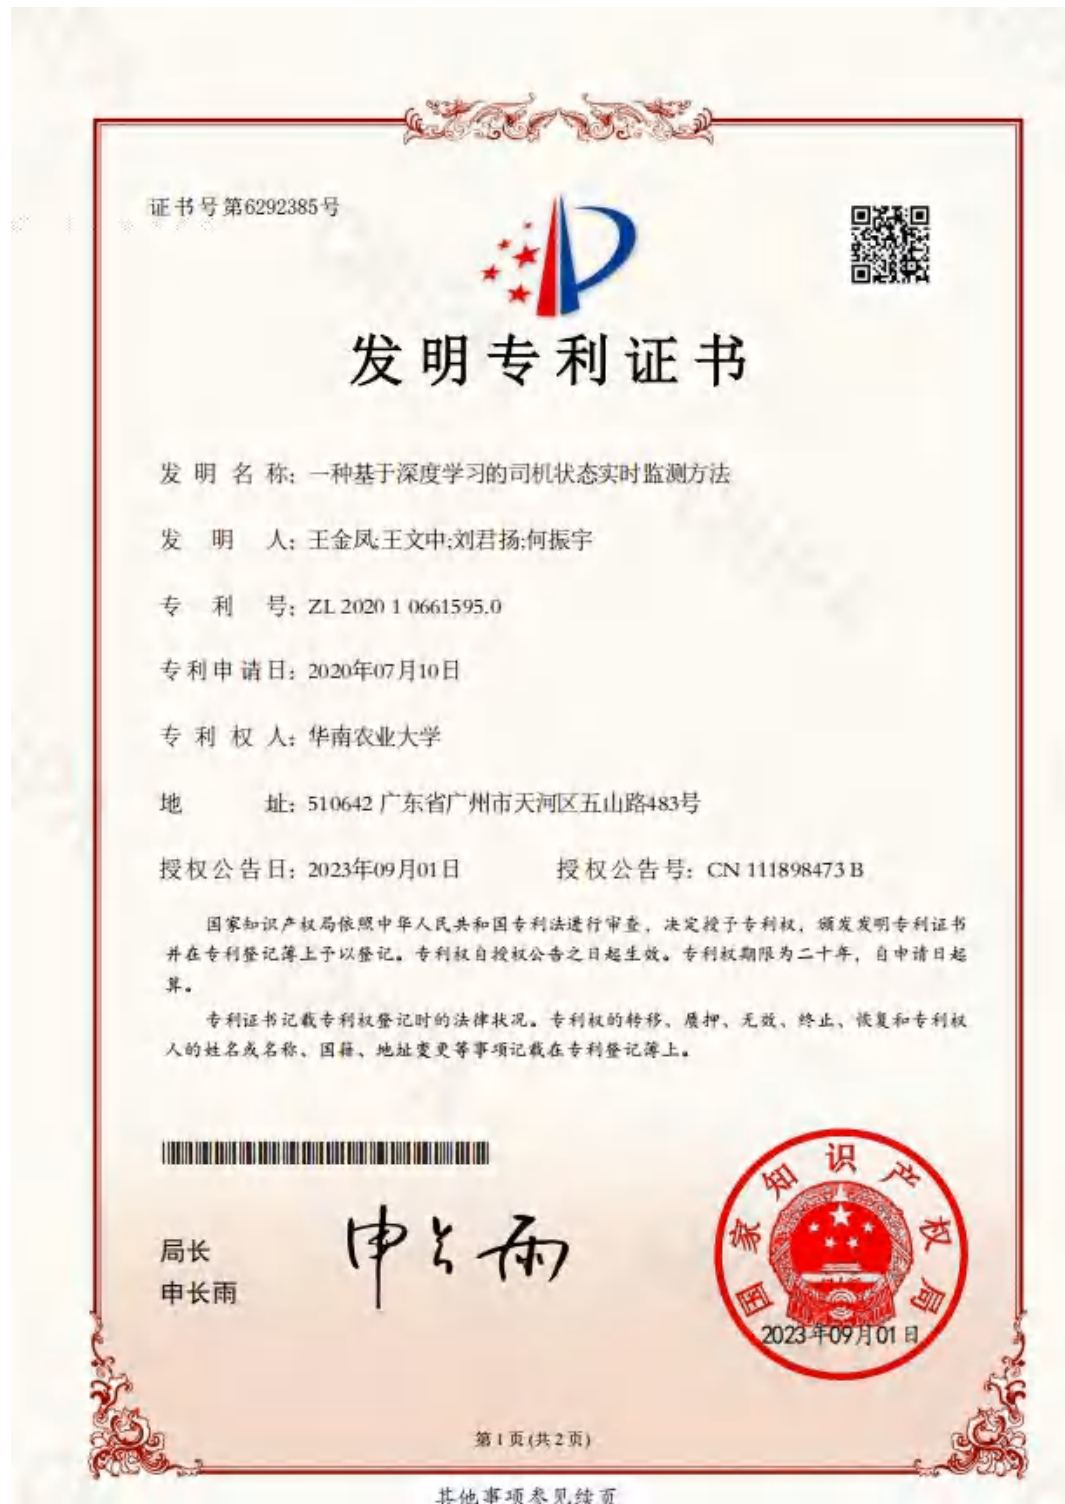 证书号第6292385号
发明专利证书
发明名称：一种基于深度学习的司机状态实时监测方法
发明人：王金凤;王文中;刘君扬;何振宇
专利号：ZL 2020 1 0661595.0
专利申请日：2020年07月10日
专利权人：华南农业大学
地址：510642 广东省广州市天河区五山路483号
授权公告日：2023年09月01日 授权公告号：CN 111898473 B
国家知识产权局依照中华人民共和国专利法进行审查，决定授予专利权，颁发发明专利证书
并在专利登记簿上予以登记。专利权自授权公告之日起生效。专利权期限为二十年，自申请日起
算。
专利证书记载专利权登记时的法律状况。专利权的转移、质押、无效、终止、恢复和专利权
人的姓名或名称、国籍、地址变更等事项记载在专利登记簿上。
局长
申长雨
申长雨
国家知识产权局
2023年09月01日
第1页(共2页)
其他事项参见续页